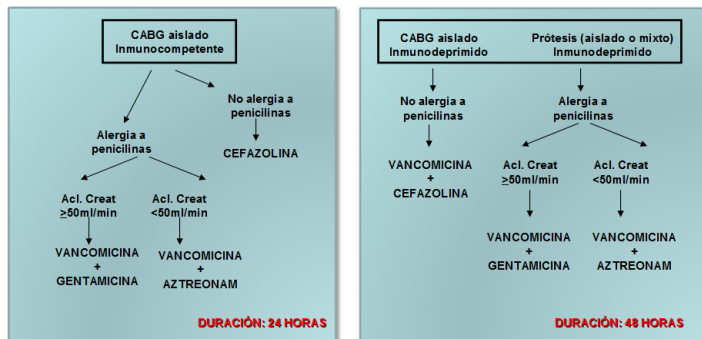 CABG aislado
Inmunocompetente
No alergia a
penicilinas
CEFAZOLINA
Alergia a
penicilinas
Acl. Creat
≥50ml/min
Acl. Creat
<50ml/min
VANCOMICINA
+
GENTAMICINA
VANCOMICINA
+
AZTREONAM
DURACIÓN: 24 HORAS
CABG aislado
Inmunodeprimido
Prótesis (aislado o mixto)
Inmunodeprimido
No alergia a
penicilinas
VANCOMICINA
+
CEFAZOLINA
Alergia a
penicilinas
Acl. Creat
≥50ml/min
Acl. Creat
<50ml/min
VANCOMICINA
+
GENTAMICINA
VANCOMICINA
+
AZTREONAM
DURACIÓN: 48 HORAS